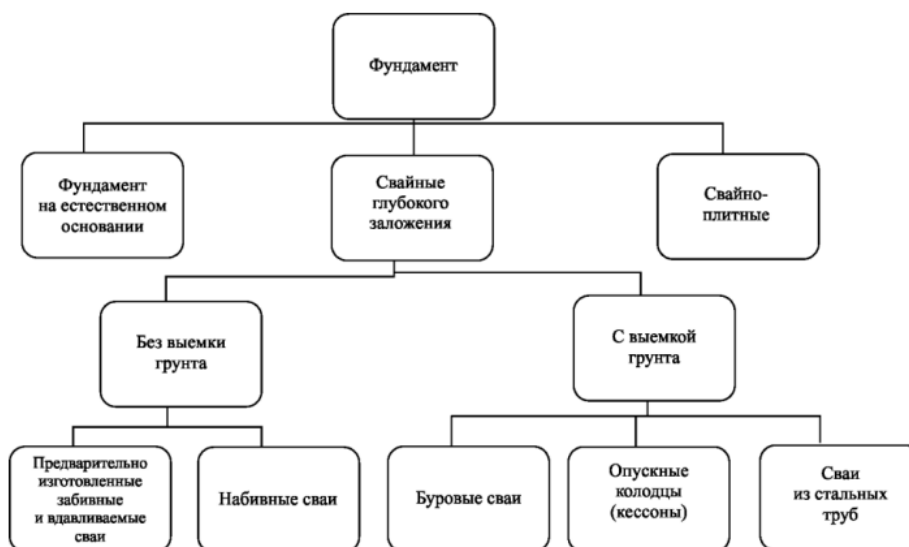 Фундамент
Фундамент
на естественном
основании
Свайные
глубокого
заложения
Свайно-
плитные
Без выемки
грунта
С выемкой
грунта
Предварительно
изготовленные
забивные
и вдавливаемые
сваи
Набивные сваи
Буровые сваи
Опускные
колодцы
(кессоны)
Сваи
из стальных
труб